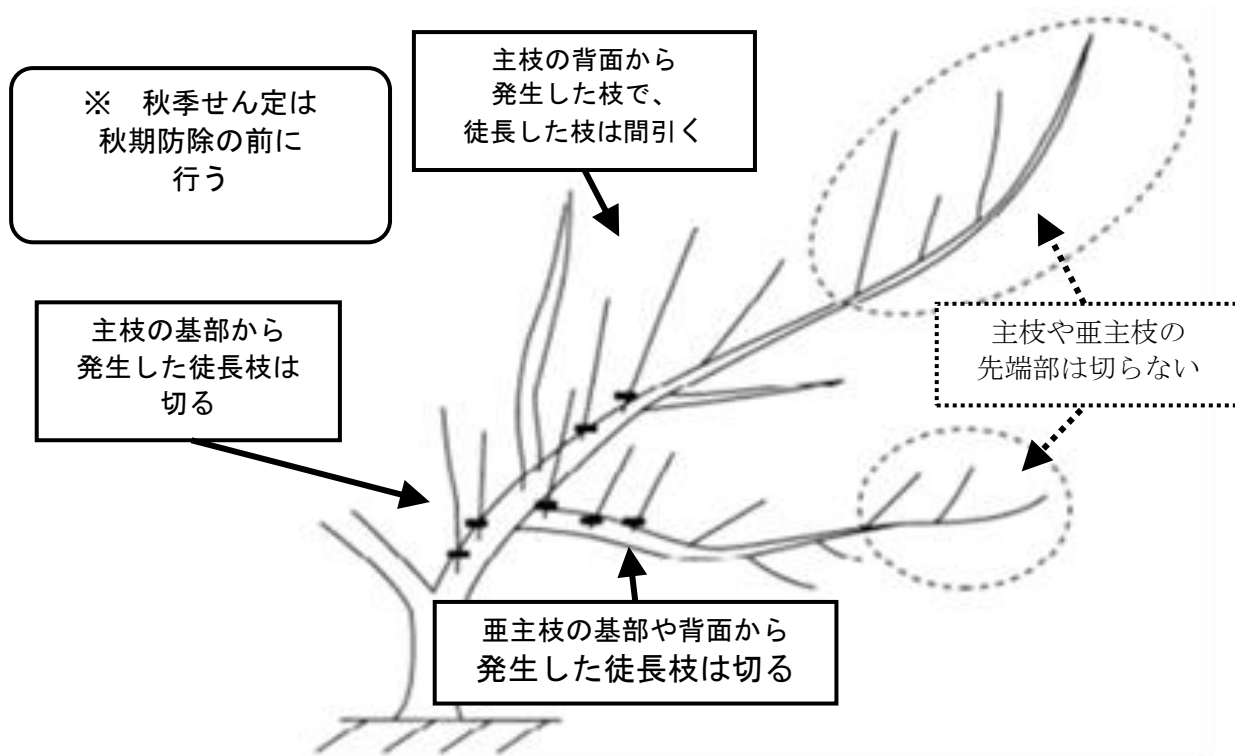 ※　秋季せん定は
秋期防除の前に
行う
主枝の背面から
発生した枝で、
徒長した枝は間引く
主枝の基部から
発生した徒長枝は
切る
主枝や亜主枝の
先端部は切らない
亜主枝の基部や背面から
発生した徒長枝は切る